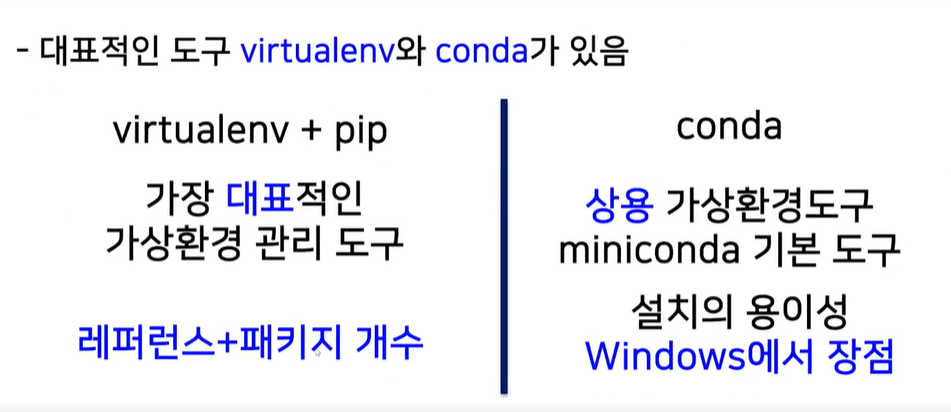 - 대표적인 도구 virtualenv와 conda가 있음
virtualenv + pip
가장 대표적인
가상환경 관리 도구
레퍼런스+패키지 개수
conda
상용 가상환경도구
miniconda 기본 도구
설치의 용이성
Windows에서 장점